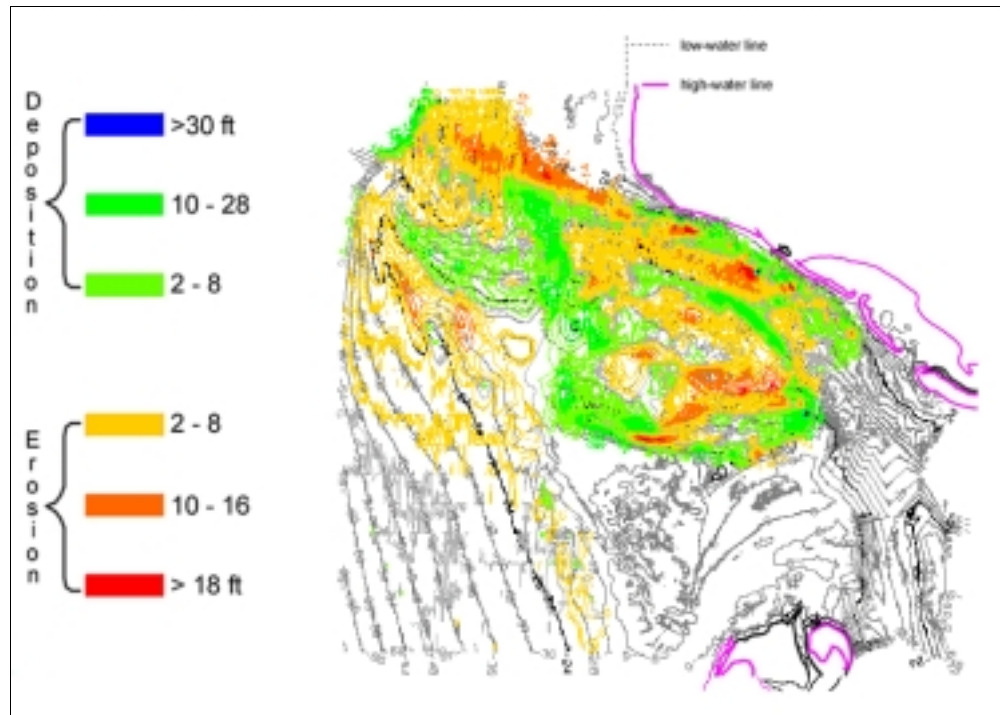 low-water line
high-water line
Deposition
>30 ft
10 - 28
2 - 8
Erosion
2 - 8
10 - 16
> 18 ft